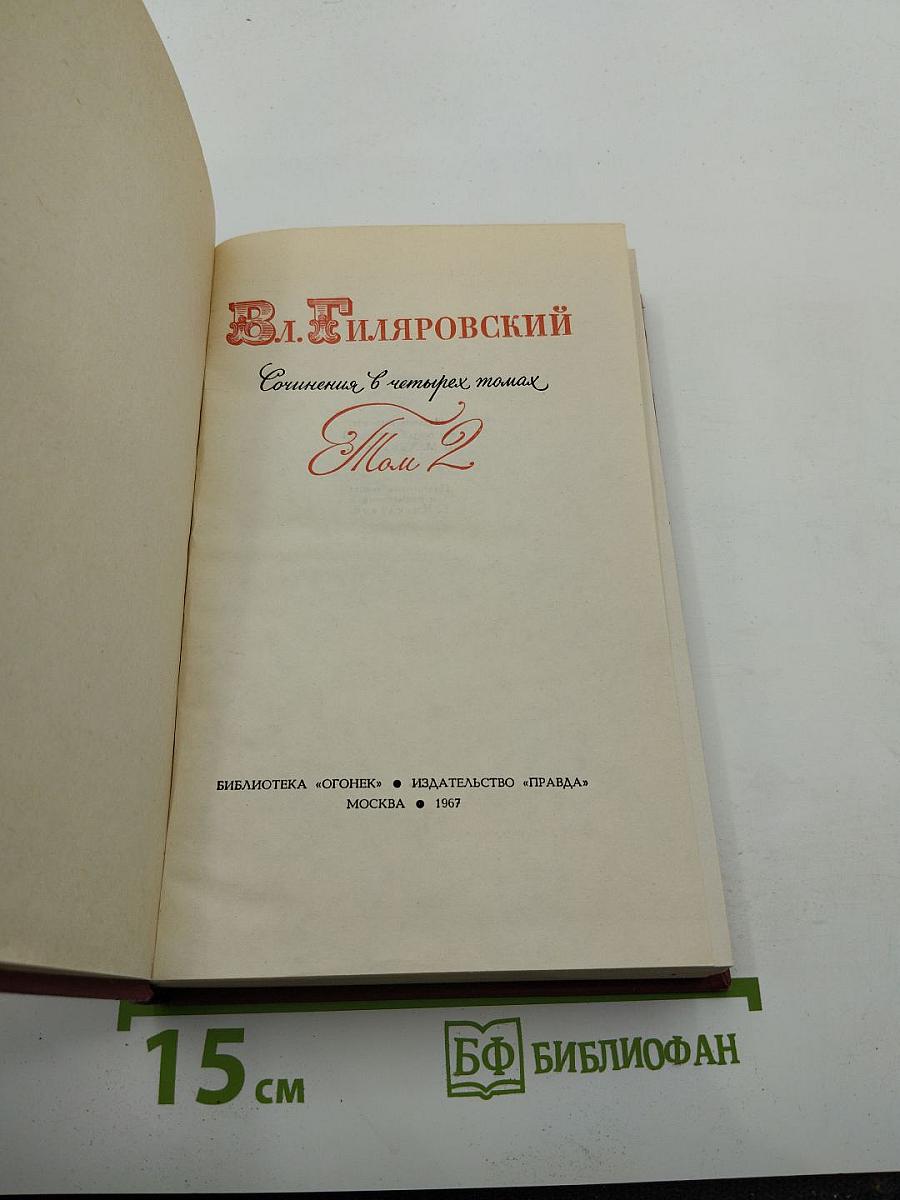 Вл. Гиляровский
Сочинения в четырех томах
Том 2
БИБЛИОТЕКА «ОГОНЕК» ● ИЗДАТЕЛЬСТВО «ПРАВДА»
МОСКВА ● 1967
15 см
БФ БИБЛИОФАН